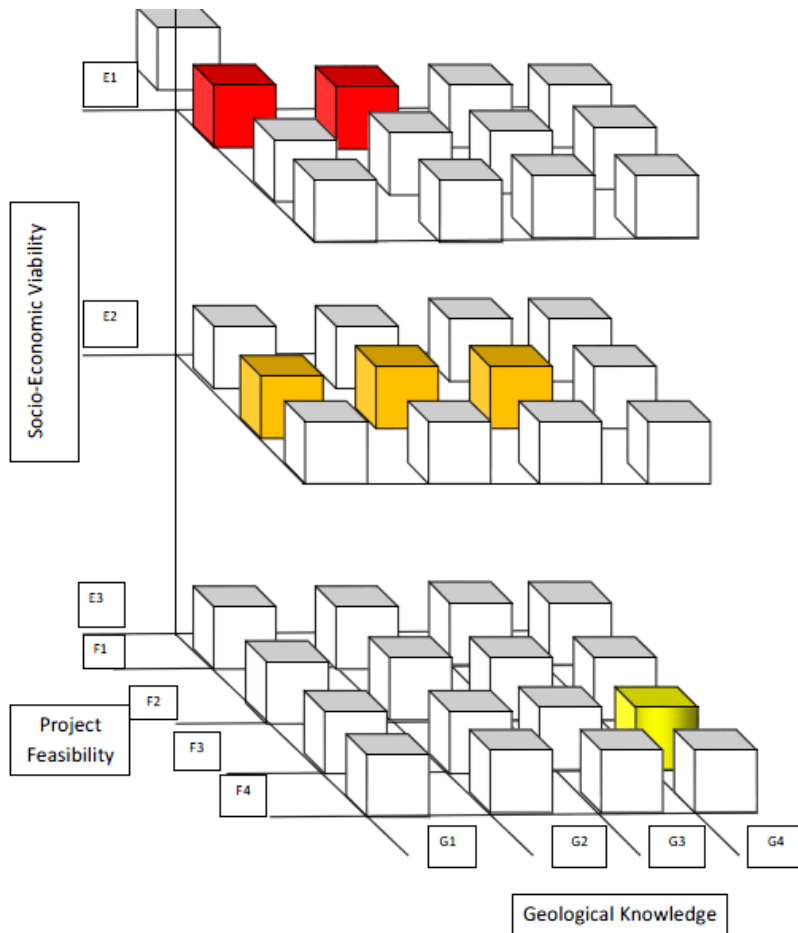 E1
Socio-Economic Viability
E2
E3
F1
F2
Project
Feasibility
F3
F4
G1
G2
G3
G4
Geological Knowledge